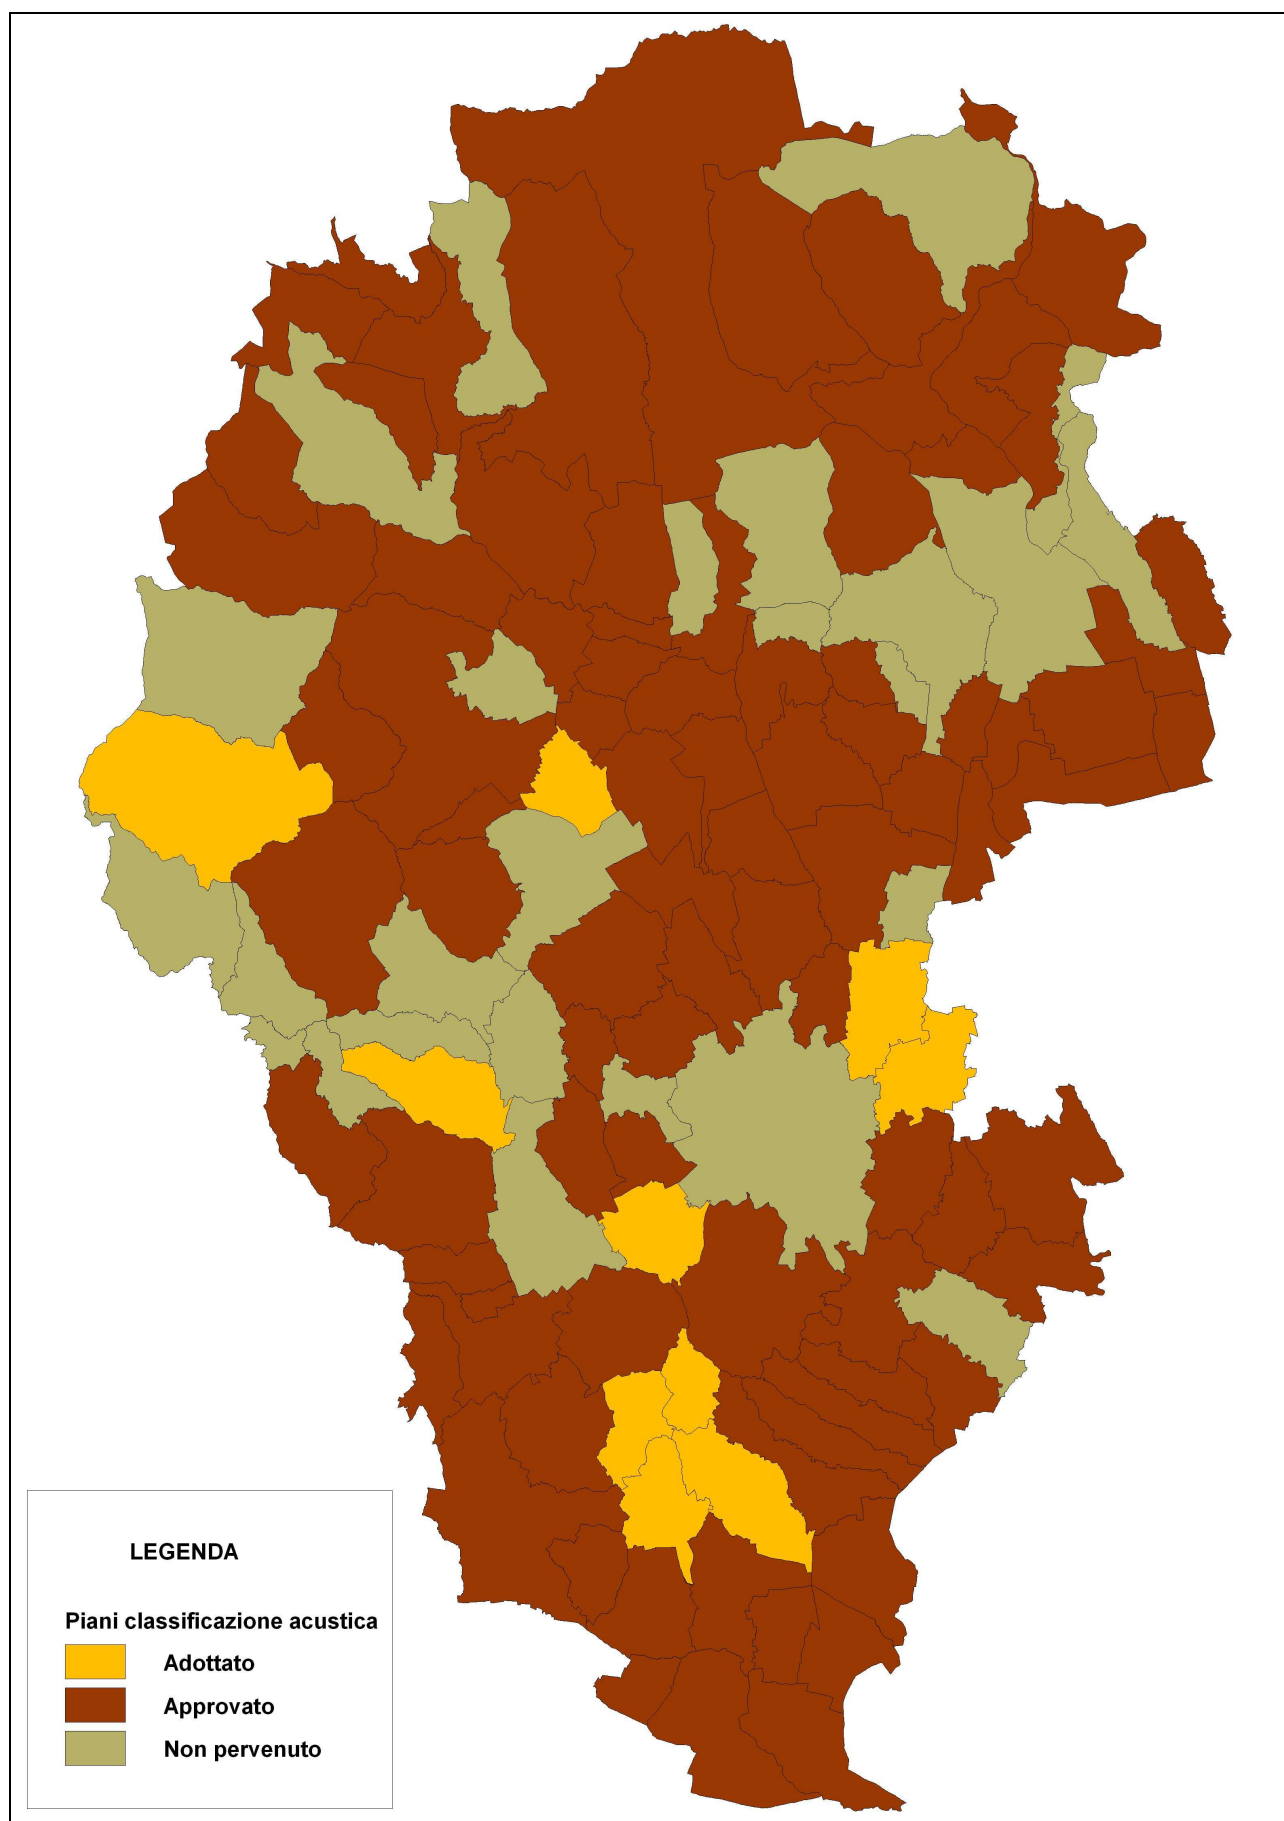 LEGENDA
Piani classificazione acustica
Adottato
Approvato
Non pervenuto